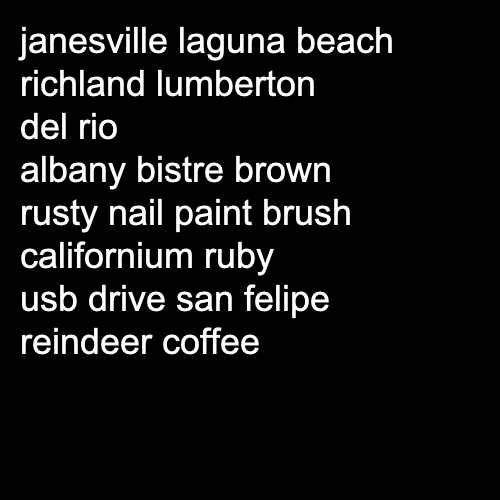 janesville laguna beach
richland lumberton
del rio
albany bistre brown
rusty nail paint brush
californium ruby
usb drive san felipe
reindeer coffee